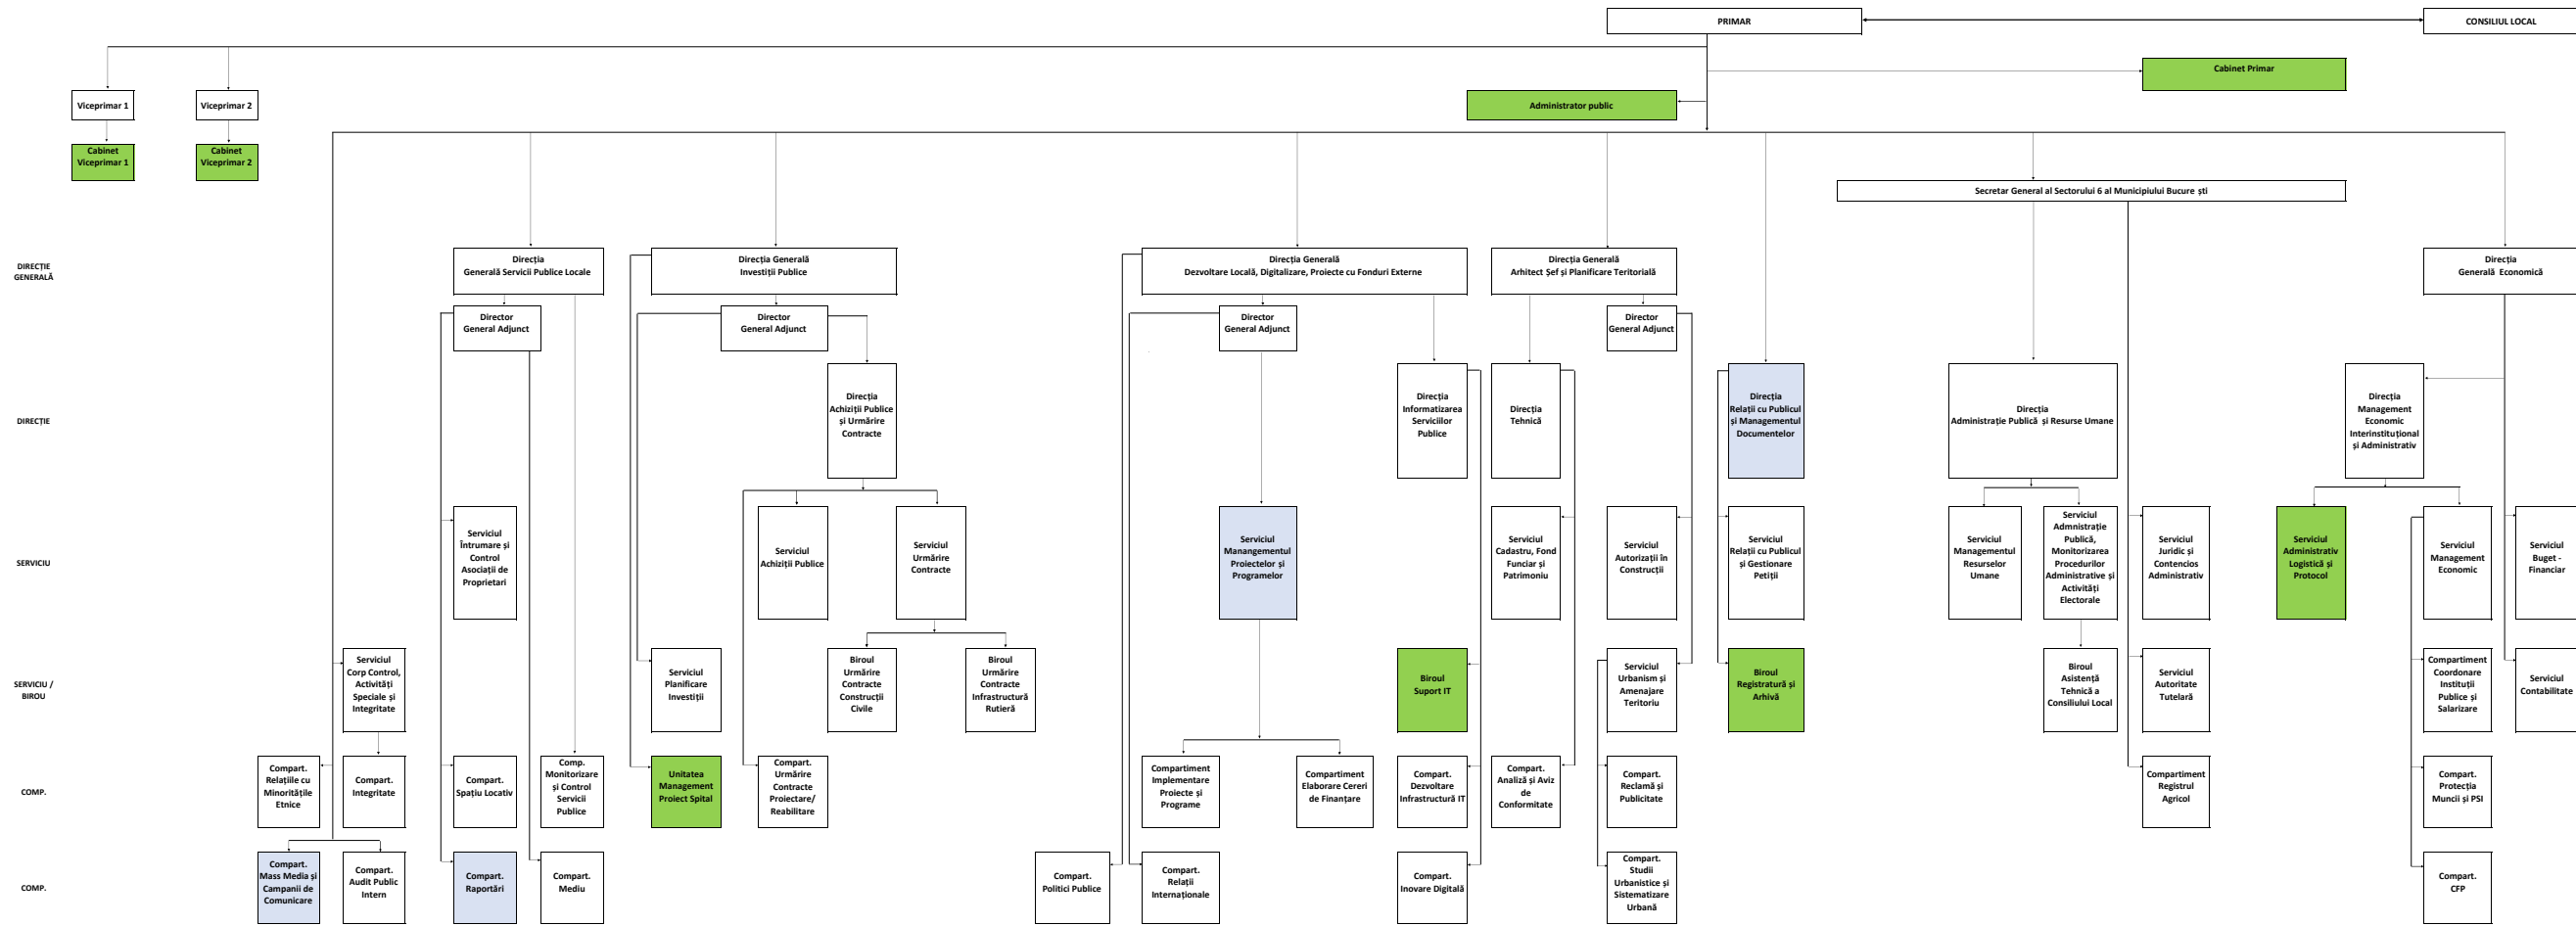 PRIMAR
CONSILIUL LOCAL
Cabinet Primar
Viceprimar 1
Viceprimar 2
Administrator public
Cabinet
Viceprimar 1
Cabinet
Viceprimar 2
Secretar General al Sectorului 6 al Municipiului Bucure ști
DIRECȚIE
GENERALĂ
Direcția
Generală Servicii Publice Locale
Direcția Generală
Investiții Publice
Direcția Generală
Dezvoltare Locală, Digitalizare, Proiecte cu Fonduri Externe
Direcția Generală
Arhitect Șef și Planificare Teritorială
Direcția
Generală Economică
Director
General Adjunct
Director
General Adjunct
Director
General Adjunct
Director
General Adjunct
DIRECȚIE
Direcția
Achiziții Publice
și Urmărire
Contracte
Direcția
Informatizarea
Serviciilor
Publice
Direcția
Tehnică
Direcția
Relații cu Publicul
și Managementul
Documentelor
Direcția
Administrație Publică și Resurse Umane
Direcția
Management
Economic
Interinstituțional
și Administrativ
SERVICIU
Serviciul
Întrumare și
Control
Asociații de
Proprietari
Serviciul
Achiziții Publice
Serviciul
Urmărire
Contracte
Serviciul
Manangementul
Proiectelor și
Programelor
Serviciul
Cadastru, Fond
Funciar și
Patrimoniu
Serviciul
Autorizații în
Construcții
Serviciul
Relații cu Publicul
și Gestionare
Petiții
Serviciul
Managementul
Resurselor
Umane
Serviciul
Admnistrație
Publică,
Monitorizarea
Procedurilor
Administrative și
Activități
Electorale
Serviciul
Juridic și
Contencios
Administrativ
Serviciul
Administrativ
Logistică și
Protocol
Serviciul
Management
Economic
Serviciul
Buget -
Financiar
SERVICIU /
BIROU
Serviciul
Corp Control,
Activități
Speciale și
Integritate
Serviciul
Planificare
Investiții
Biroul
Urmărire
Contracte
Construcții
Civile
Biroul
Urmărire
Contracte
Infrastructură
Rutieră
Biroul
Suport IT
Serviciul
Urbanism și
Amenajare
Teritoriu
Biroul
Registratură și
Arhivă
Biroul
Asistență
Tehnică a
Consiliului Local
Serviciul
Autoritate
Tutelară
Compartiment
Coordonare
Instituții
Publice și
Salarizare
Serviciul
Contabilitate
COMP.
Compart.
Relațiile cu
Minoritățile
Etnice
Compart.
Integritate
Compart.
Spațiu Locativ
Comp.
Monitorizare
și Control
Servicii
Publice
Unitatea
Management
Proiect Spital
Compart.
Urmărire
Contracte
Proiectare/
Reabilitare
Compartiment
Implementare
Proiecte și
Programe
Compartiment
Elaborare Cereri
de Finanțare
Compart.
Dezvoltare
Infrastructură IT
Compart.
Analiză și Aviz
de
Conformitate
Compart.
Reclamă și
Publicitate
Compartiment
Registrul
Agricol
Compart.
Protecția
Muncii și PSI
COMP.
Compart.
Mass Media și
Campanii de
Comunicare
Compart.
Audit Public
Intern
Compart.
Raportări
Compart.
Mediu
Compart.
Politici Publice
Compart.
Relații
Internaționale
Compart.
Inovare Digitală
Compart.
Studii
Urbanistice și
Sistematizare
Urbană
Compart.
CFP